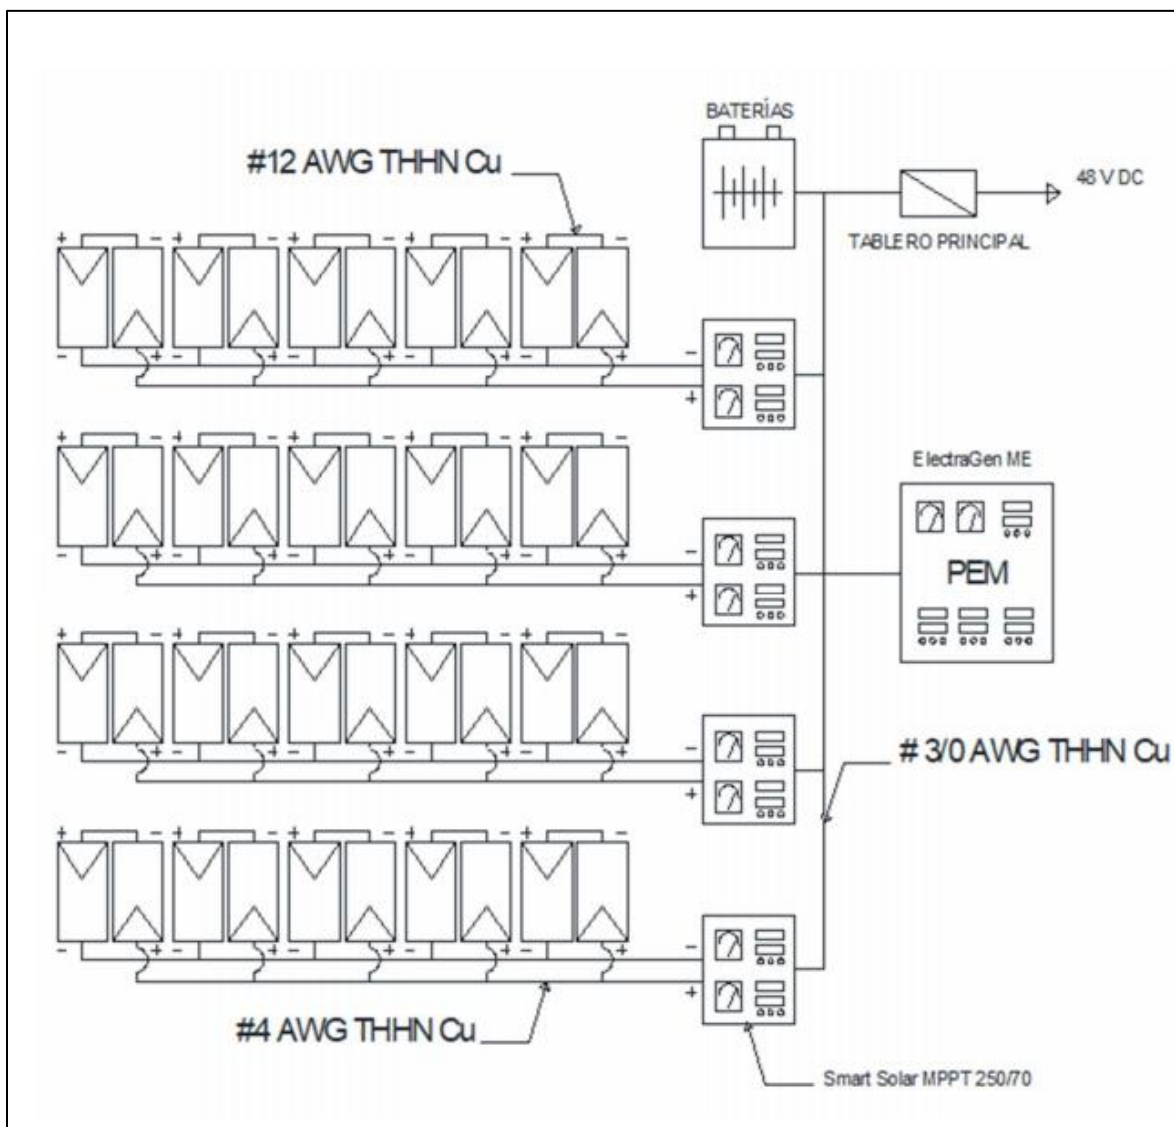 BATERÍAS
#12 AWG THHN Cu
48 V DC
TABLERO PRINCIPAL
ElectraGen ME
PEM
# 3/0 AWG THHN Cu
#4 AWG THHN Cu
Smart Solar MPPT 250/70